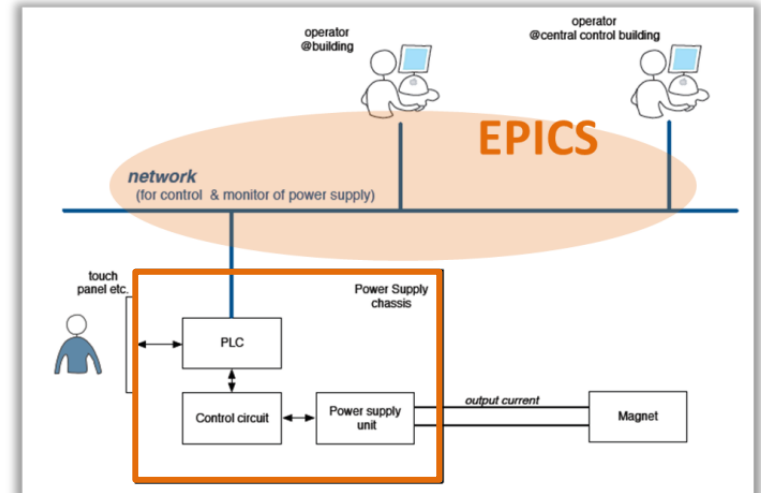 operator
@building
operator
@central control building
EPICS
network
(for control & monitor of power supply)
touch
panel etc.
Power Supply
chassis
PLC
Control circuit
Power supply
unit
output current
Magnet